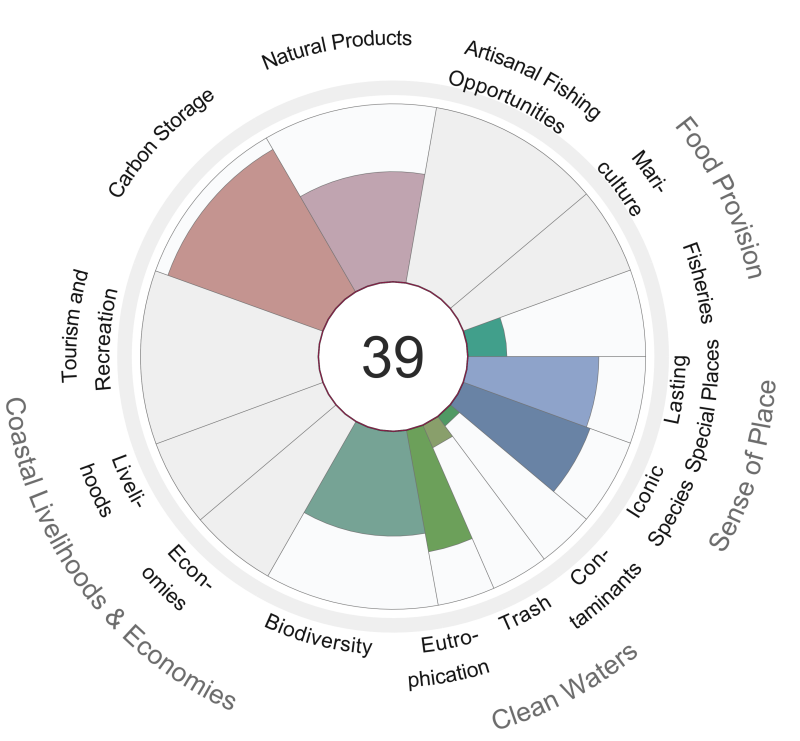 Natural Products
Artisanal Fishing
Opportunities
Mari-
culture
Food Provision
Fisheries
Lasting
Special Places
Sense of Place
Iconic
Species
Con-
taminants
Trash
Clean Waters
Eutro-
phication
Biodiversity
Econ-
omies
Liveli-
hoods
Coastal Livelihoods & Economies
Tourism and
Recreation
Carbon Storage
39